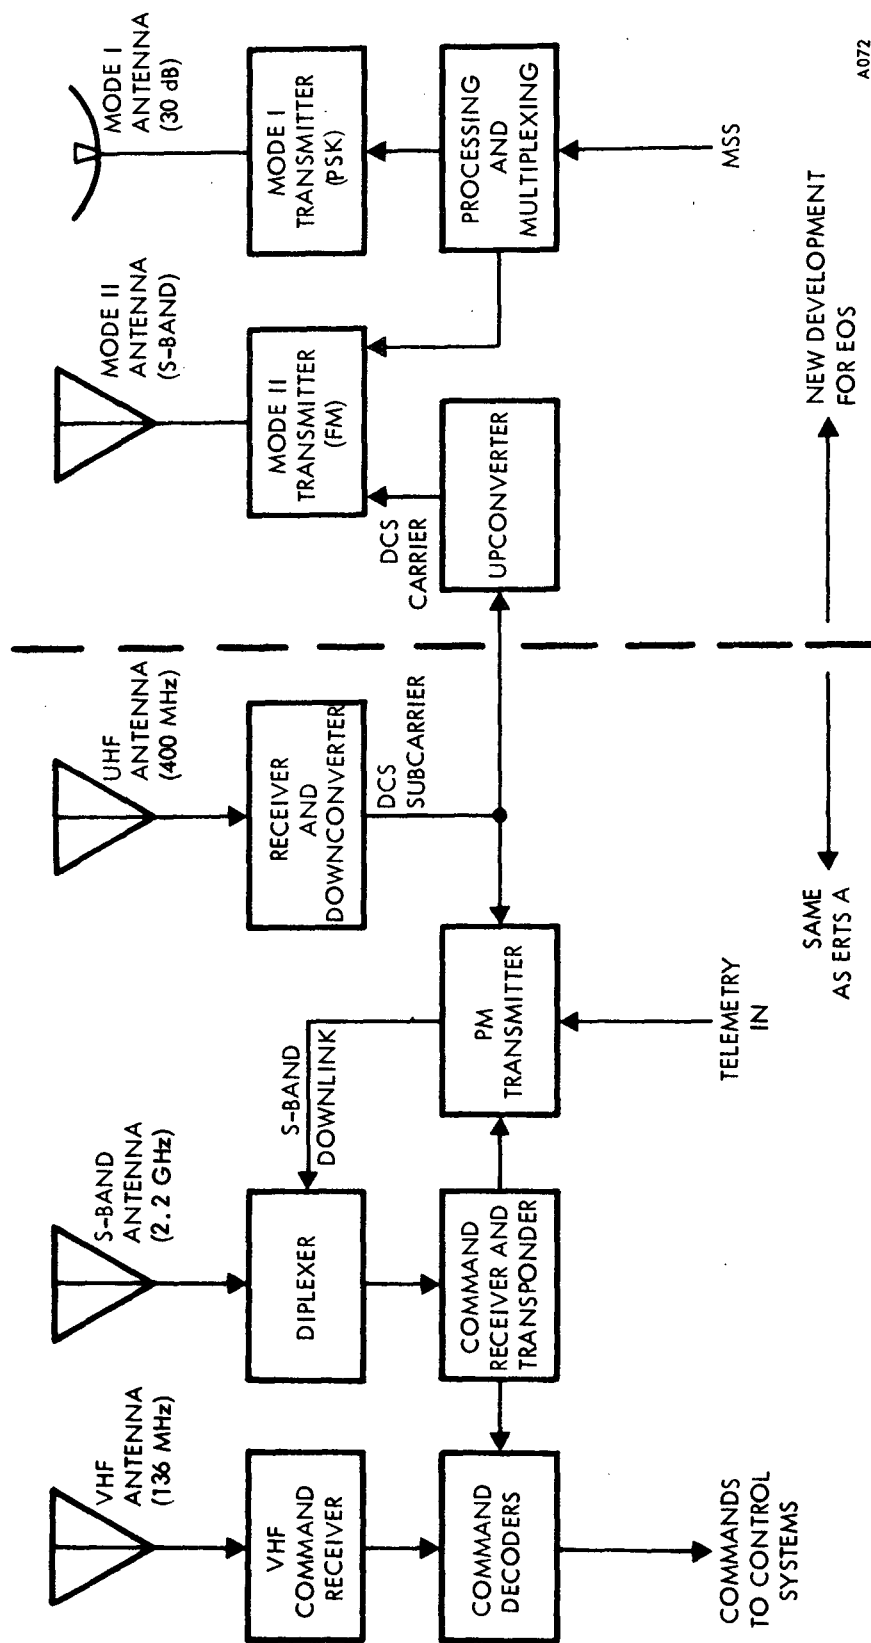 VHF
ANTENNA
(136 MHz)
S-BAND
ANTENNA
(2.2 GHz)
UHF
ANTENNA
(400 MHz)
MODE II
ANTENNA
(S-BAND)
MODE I
ANTENNA
(30 dB)
VHF
COMMAND
RECEIVER
DIPLEXER
S-BAND
DOWNLINK
RECEIVER
AND
DOWNCONVERTER
MODE II
TRANSMITTER
(FM)
MODE I
TRANSMITTER
(PSK)
DCS
SUBCARRIER
DCS
CARRIER
COMMAND
DECODERS
COMMAND
RECEIVER AND
TRANSPONDER
PM
TRANSMITTER
UPCONVERTER
PROCESSING
AND
MULTIPLEXING
COMMANDS
TO CONTROL
SYSTEMS
TELEMETRY
IN
MSS
SAME
AS ERTS A
NEW DEVELOPMENT
FOR EOS
A072